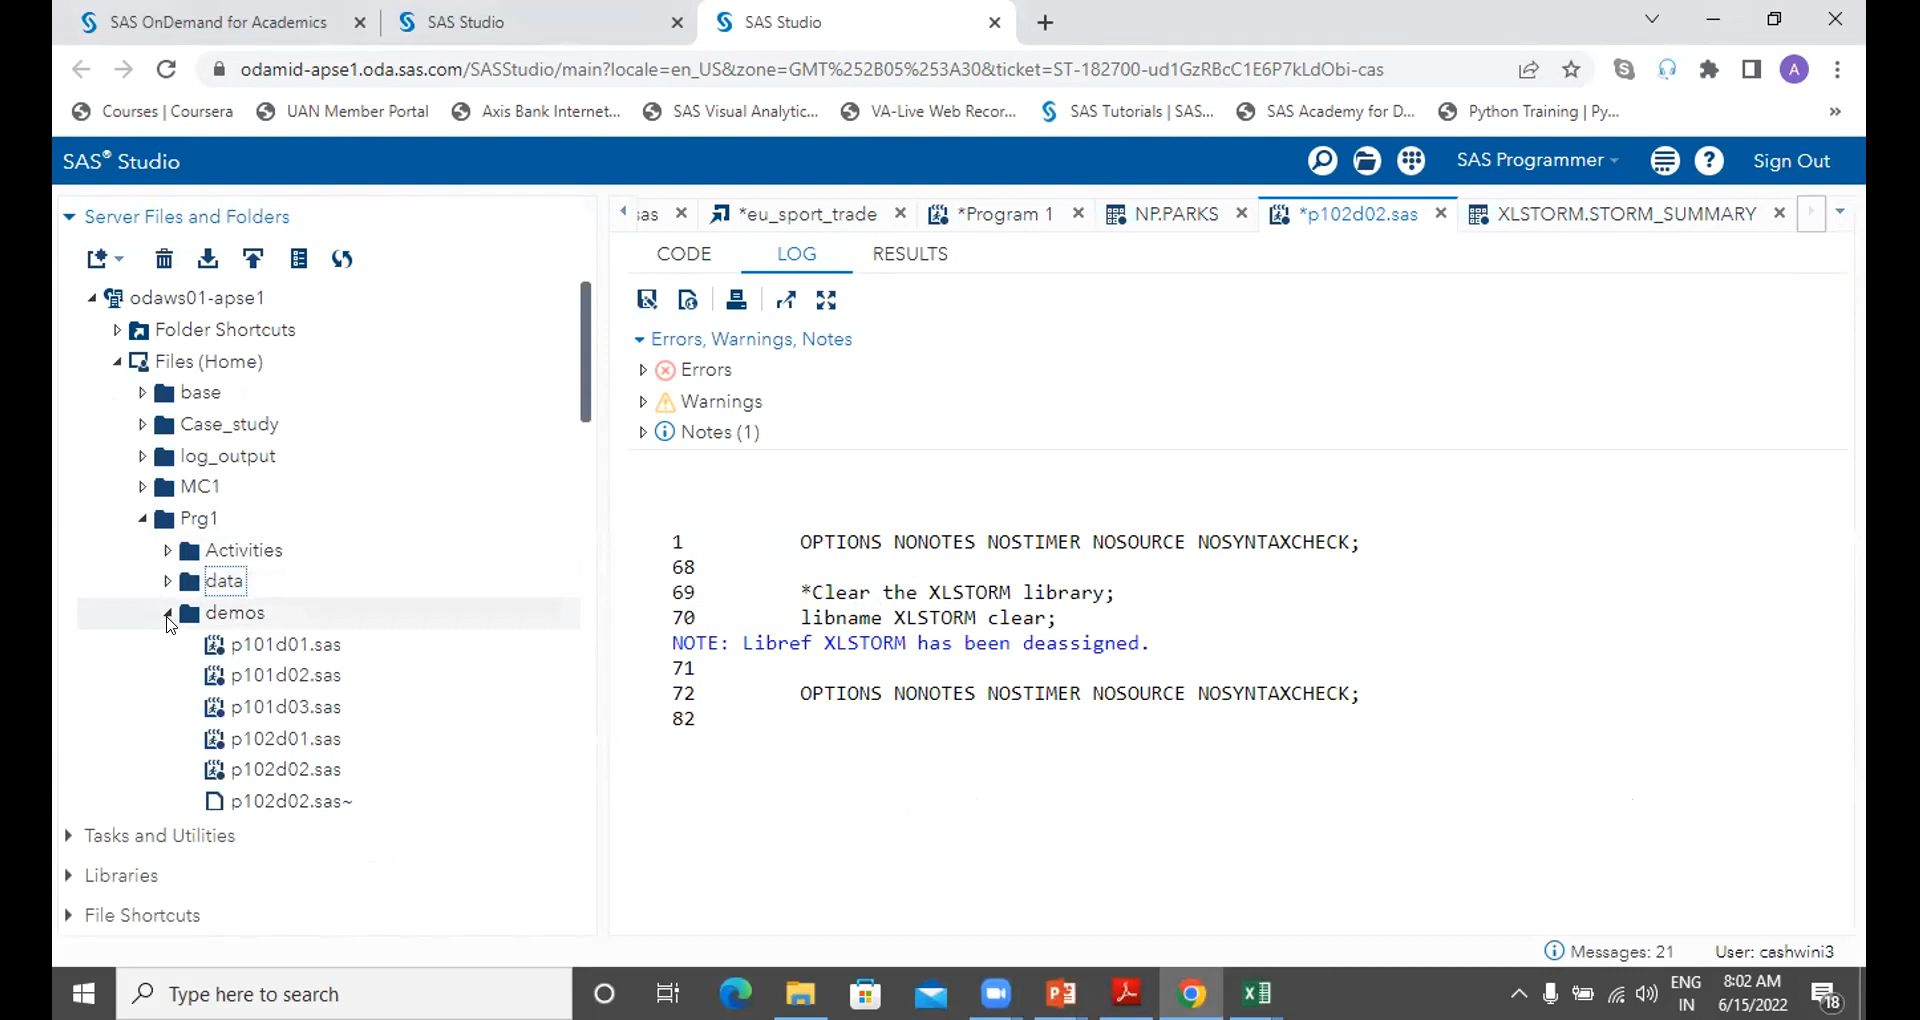 SAS OnDemand for Academics
SAS Studio
SAS Studio
odamid-apse1.oda.sas.com/SASStudio/main?locale=en_US&zone=GMT%252B05%253A30&ticket=ST-182700-ud1GzRBcC1E6P7kLdObi-cas
A
Courses | Coursera
UAN Member Portal
Axis Bank Internet...
SAS Visual Analytic...
VA-Live Web Recor...
SAS Tutorials | SAS...
SAS Academy for D...
Python Training | Py...
»
SAS® Studio
SAS Programmer
Sign Out
Server Files and Folders
sas
*eu_sport_trade
*Program 1
NP.PARKS
*p102d02.sas
XLSTORM.STORM_SUMMARY
CODE
LOG
RESULTS
odaws01-apse1
Folder Shortcuts
Files (Home)
base
Case_study
log_output
MC1
Prg1
Activities
data
demos
p101d01.sas
p101d02.sas
p101d03.sas
p102d01.sas
p102d02.sas
p102d02.sas~
Tasks and Utilities
Libraries
File Shortcuts
Errors, Warnings, Notes
Errors
Warnings
Notes (1)
1 OPTIONS NONOTES NOSTIMER NOSOURCE NOSYNTAXCHECK;
68
69 *Clear the XLSTORM library;
70 libname XLSTORM clear;
NOTE: Libref XLSTORM has been deassigned.
71
72 OPTIONS NONOTES NOSTIMER NOSOURCE NOSYNTAXCHECK;
82
Messages: 21
User: cashwini3
Type here to search
ENG
IN
8:02 AM
6/15/2022
18